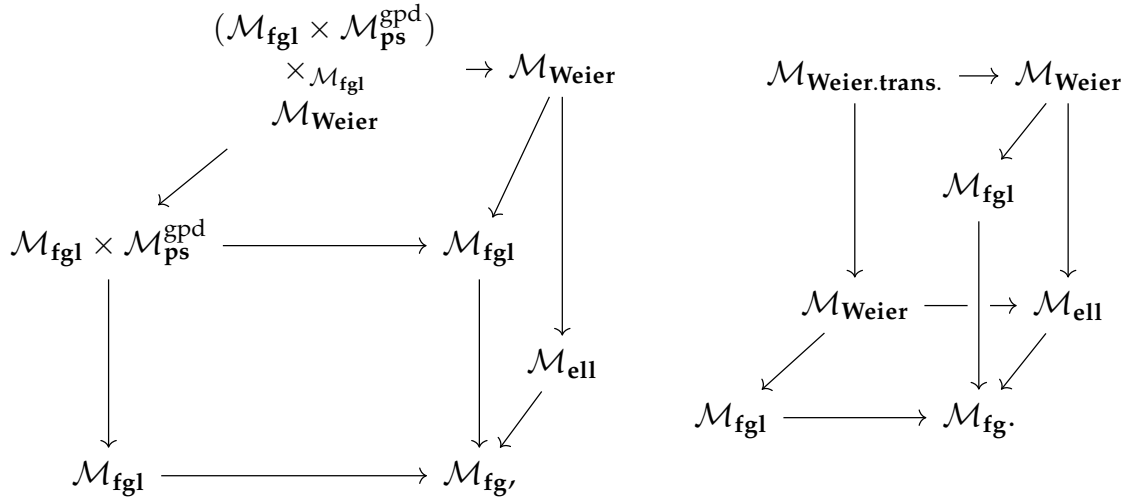 (M_fgl × M_ps^gpd)
×_{M_fgl} → M_Weier
M_Weier
M_Weier.trans. → M_Weier
M_fgl
M_fgl × M_ps^gpd → M_fgl
M_Weier → M_ell
M_ell
M_fgl → M_fg.
M_fgl → M_fg,